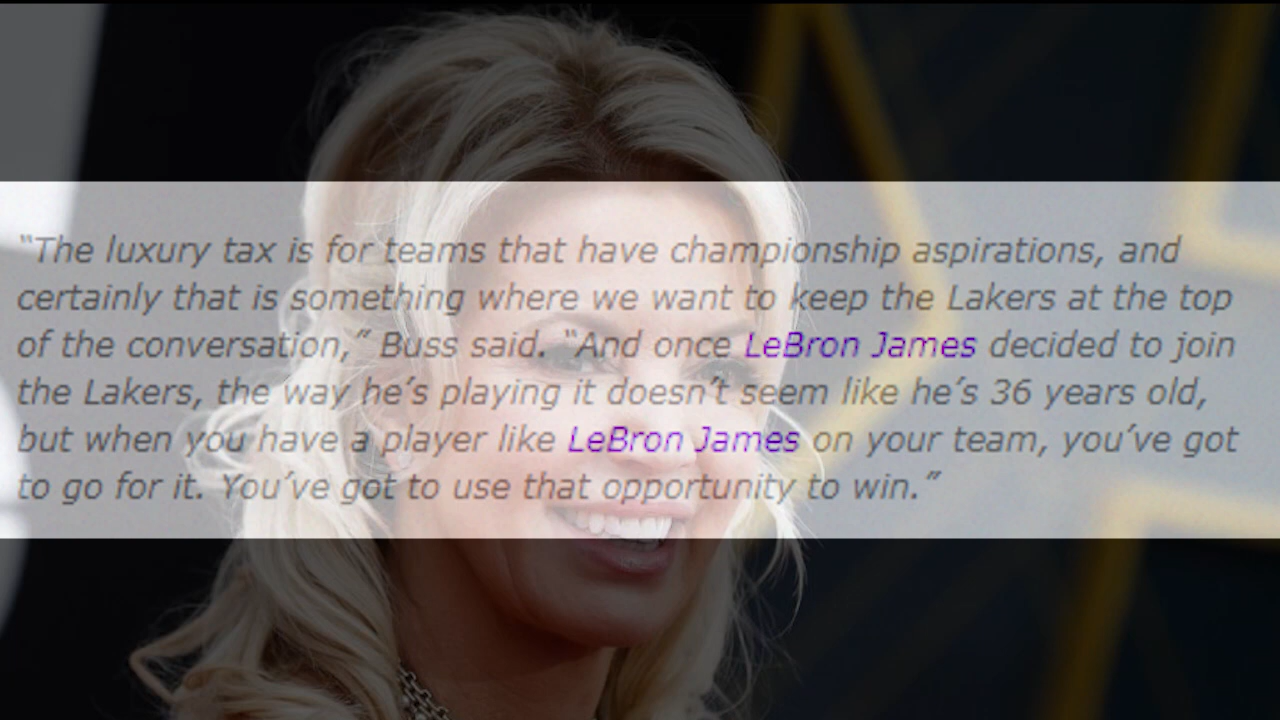 “The luxury tax is for teams that have championship aspirations, and
certainly that is something where we want to keep the Lakers at the top
of the conversation,” Buss said. “And once LeBron James decided to join
the Lakers, the way he’s playing it doesn’t seem like he’s 36 years old,
but when you have a player like LeBron James on your team, you’ve got
to go for it. You’ve got to use that opportunity to win.”